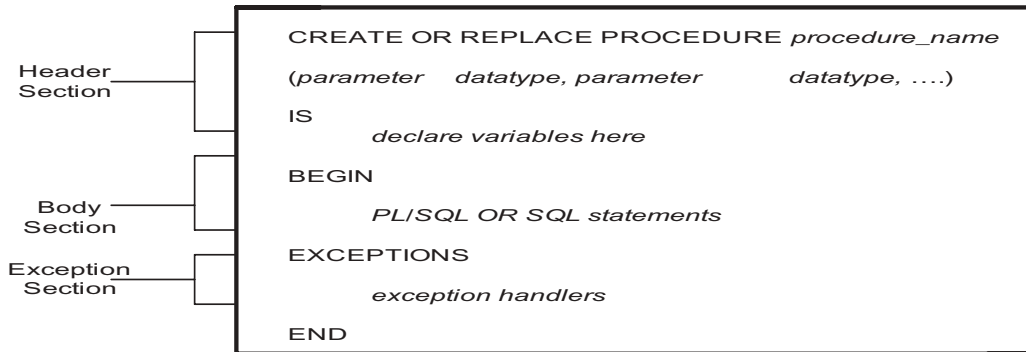 CREATE OR REPLACE PROCEDURE procedure_name
Header
Section
(parameter datatype, parameter datatype, ….)
IS
declare variables here
BEGIN
Body
Section
PL/SQL OR SQL statements
EXCEPTIONS
Exception
Section
exception handlers
END